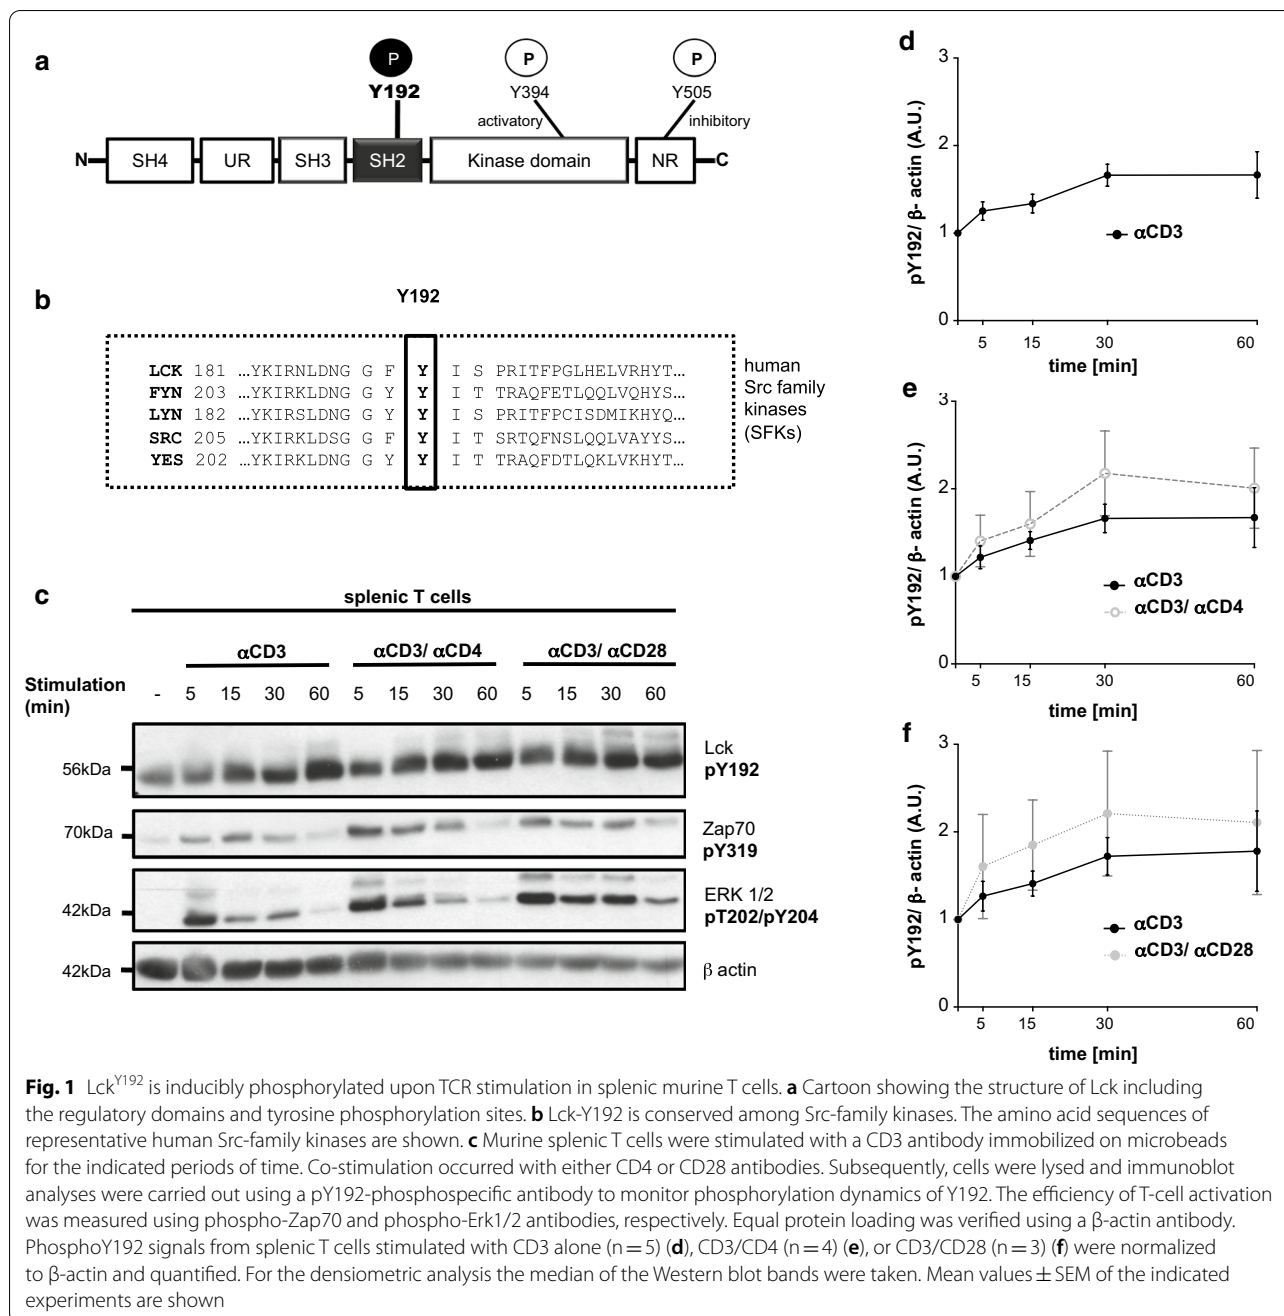 a
P P P
Y192 Y394 Y505
activatory inhibitory
N SH4 UR SH3 SH2 Kinase domain NR C
b
Y192
LCK 181 …YKIRNLDNG G F Y I S PRITFPGLHELVRHYT…
FYN 203 …YKIRKLDNG G Y Y I T TRAQFETLQQLVQHYS…
LYN 182 …YKIRSLDNG G Y Y I S PRITFPCISDMIKHYQ…
SRC 205 …YKIRKLDSG G F Y I T SRTQFNSLQQLVAYYS…
YES 202 …YKIRKLDNG G Y Y I T TRAQFDTLQKLVKHYT…
human
Src family
kinases
(SFKs)
c
splenic T cells
αCD3 αCD3/ αCD4 αCD3/ αCD28
Stimulation
(min)
- 5 15 30 60 5 15 30 60 5 15 30 60
56kDa
Lck
pY192
70kDa
Zap70
pY319
42kDa
ERK 1/2
pT202/pY204
42kDa
β actin
d
pY192/ β- actin (A.U.)
3
2
1
0
αCD3
5 15 30 60
time [min]
e
pY192/ β- actin (A.U.)
3
2
1
0
αCD3
αCD3/ αCD4
5 15 30 60
time [min]
f
pY192/ β- actin (A.U.)
3
2
1
0
αCD3
αCD3/ αCD28
5 15 30 60
time [min]
Fig. 1 Lck^Y192 is inducibly phosphorylated upon TCR stimulation in splenic murine T cells. a Cartoon showing the structure of Lck including
the regulatory domains and tyrosine phosphorylation sites. b Lck-Y192 is conserved among Src-family kinases. The amino acid sequences of
representative human Src-family kinases are shown. c Murine splenic T cells were stimulated with a CD3 antibody immobilized on microbeads
for the indicated periods of time. Co-stimulation occurred with either CD4 or CD28 antibodies. Subsequently, cells were lysed and immunoblot
analyses were carried out using a pY192-phosphospecific antibody to monitor phosphorylation dynamics of Y192. The efficiency of T-cell activation
was measured using phospho-Zap70 and phospho-Erk1/2 antibodies, respectively. Equal protein loading was verified using a β-actin antibody.
PhosphoY192 signals from splenic T cells stimulated with CD3 alone (n = 5) (d), CD3/CD4 (n = 4) (e), or CD3/CD28 (n = 3) (f) were normalized
to β-actin and quantified. For the densiometric analysis the median of the Western blot bands were taken. Mean values ± SEM of the indicated
experiments are shown